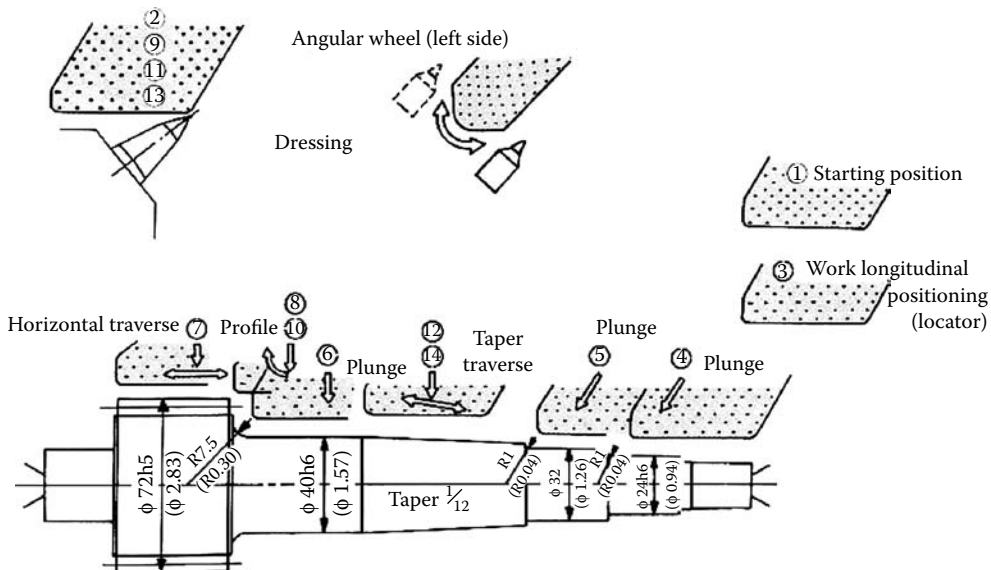 ②
⑨
⑪
⑬
Angular wheel (left side)
Dressing
① Starting position
③ Work longitudinal
positioning
(locator)
Horizontal traverse ⑦
Profile ⑧
⑩
⑥ Plunge
⑫
⑭
Taper
traverse
Plunge
⑤
④ Plunge
ϕ 72h5
(ϕ 2.83)
R7.5
(R0.30)
ϕ 40h6
(ϕ 1.57)
Taper 1/12
R1
(R0.04)
ϕ 32
(ϕ 1.26)
R1
(R0.04)
ϕ 24h6
(ϕ 0.94)